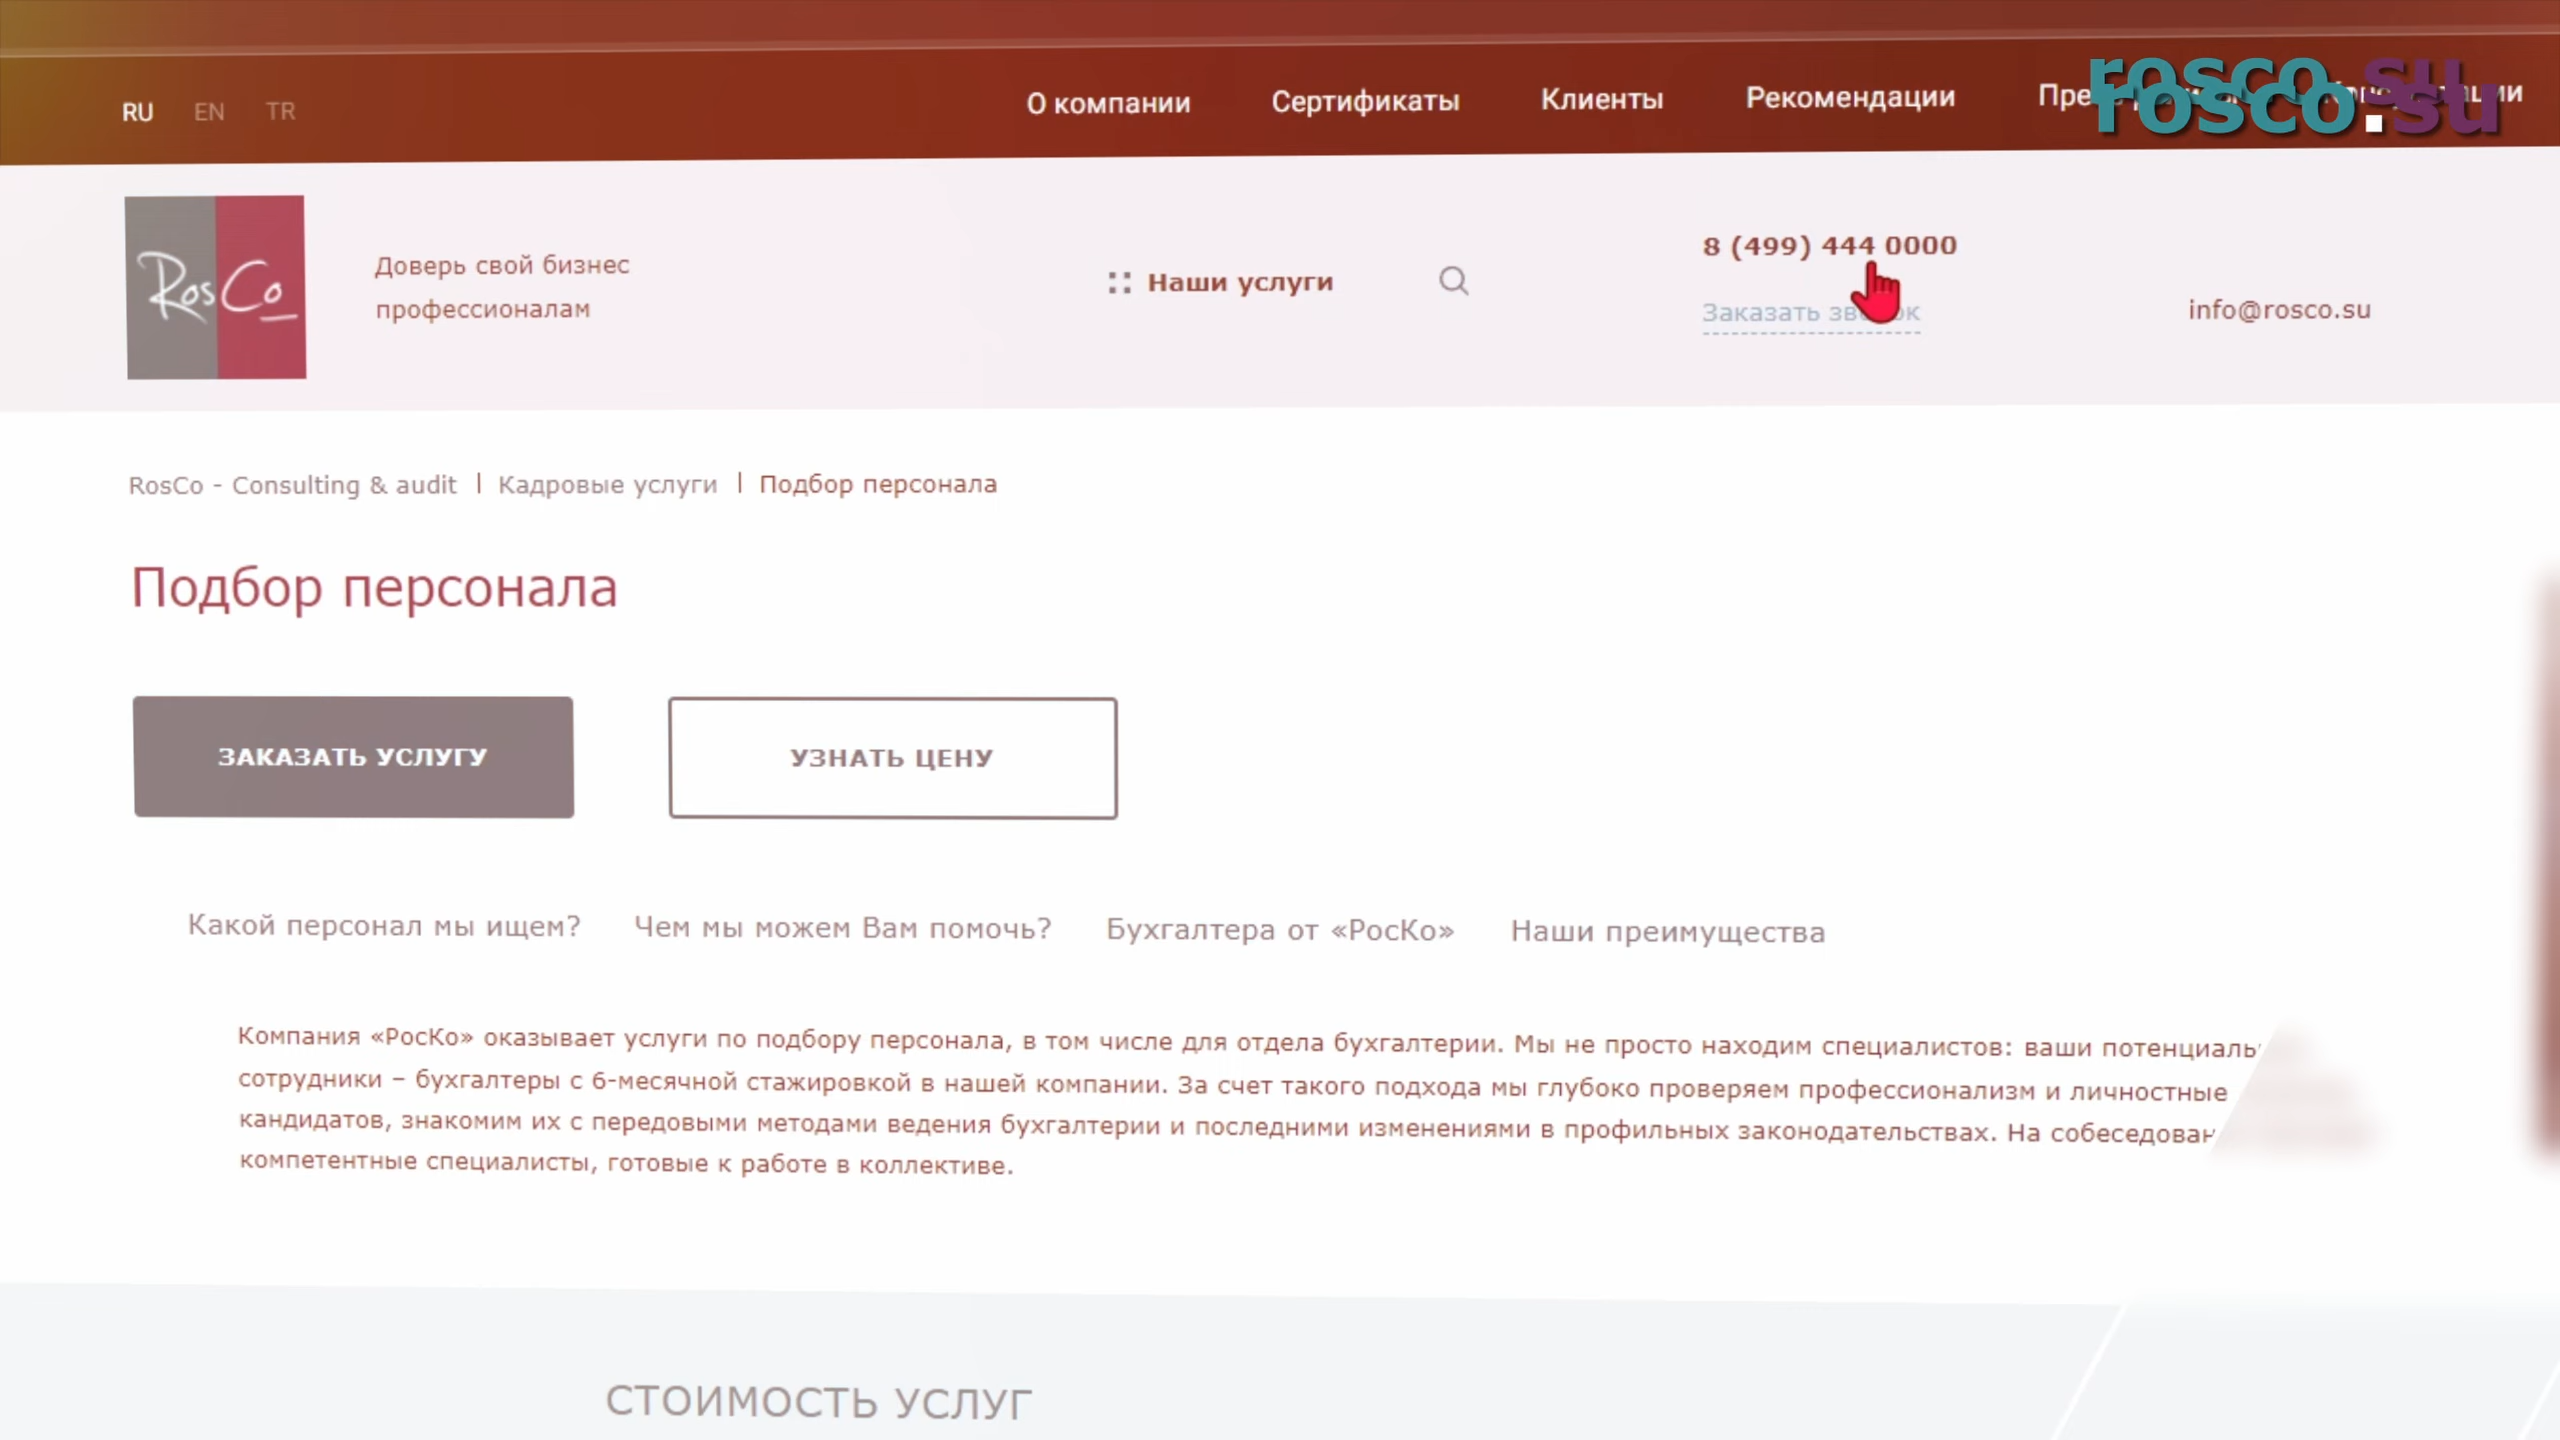 RU EN TR
О компании Сертификаты Клиенты Рекомендации
rosco.su
rosco.su
RosCo
Доверь свой бизнес
профессионалам
Наши услуги
8 (499) 444 0000
Заказать
info@rosco.su
RosCo - Consulting & audit | Кадровые услуги | Подбор персонала
Подбор персонала
ЗАКАЗАТЬ УСЛУГУ УЗНАТЬ ЦЕНУ
Какой персонал мы ищем? Чем мы можем Вам помочь? Бухгалтера от «РосКо» Наши преимущества
Компания «РосКо» оказывает услуги по подбору персонала, в том числе для отдела бухгалтерии. Мы не просто находим специалистов: ваши
сотрудники – бухгалтеры с 6-месячной стажировкой в нашей компании. За счет такого подхода мы глубоко проверяем профессионализм и личностные
кандидатов, знакомим их с передовыми методами ведения бухгалтерии и последними изменениями в профильных законодательствах. На
компетентные специалисты, готовые к работе в коллективе.
СТОИМОСТЬ УСЛУГ